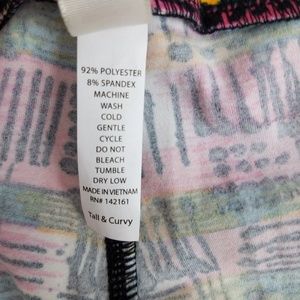 92% POLYESTER
8% SPANDEX
MACHINE
WASH
COLD
GENTLE
CYCLE
DO NOT
BLEACH
TUMBLE
DRY LOW
MADE IN VIETNAM
RN# 142161
Tall & Curvy